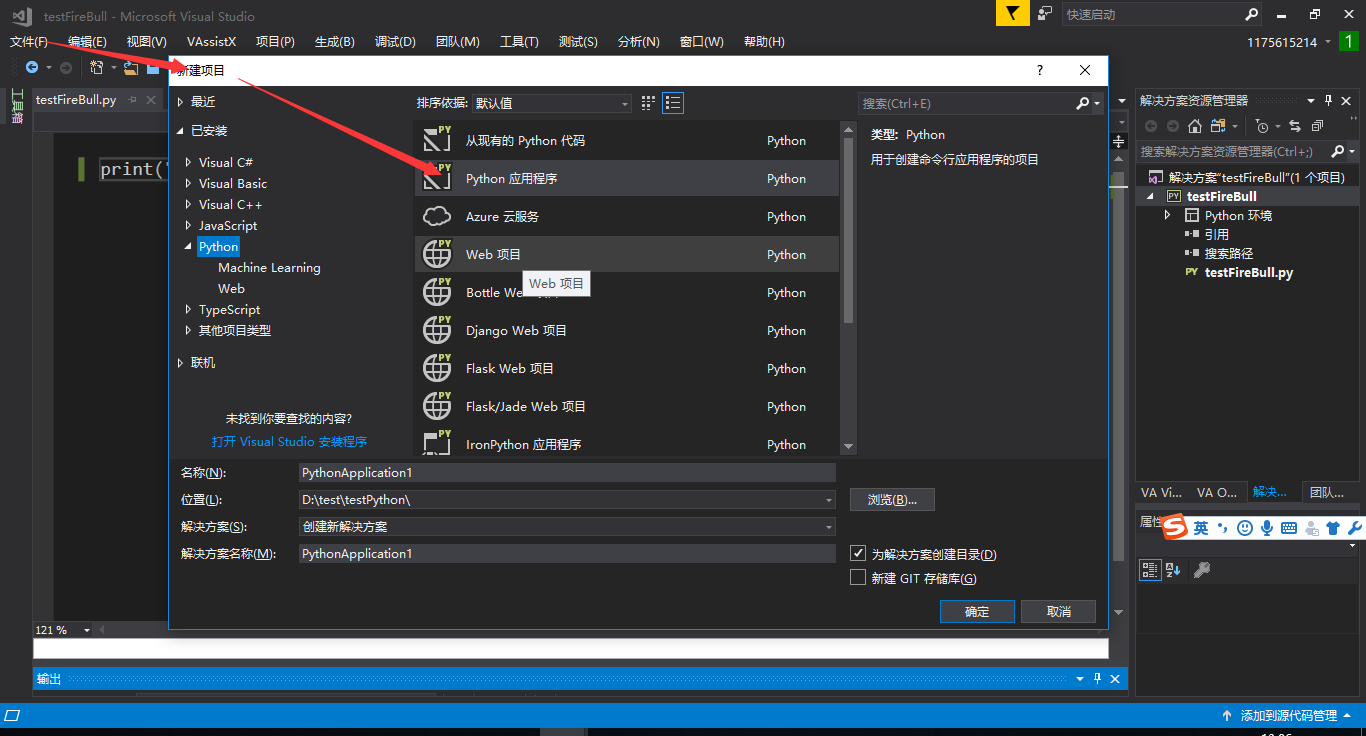 testFireBull - Microsoft Visual Studio
快速启动
文件(F) 编辑(E) 视图(V) VAssistX 项目(P) 生成(B) 调试(D) 团队(M) 工具(T) 测试(S) 分析(N) 窗口(W) 帮助(H)
1175615214
1
工具箱
testFireBull.py
print(
新建项目
?
最近
已安装
Visual C#
Visual Basic
Visual C++
JavaScript
Python
Machine Learning
Web
TypeScript
其他项目类型
联机
未找到你要查找的内容?
打开 Visual Studio 安装程序
排序依据: 默认值
从现有的 Python 代码 Python
Python 应用程序 Python
Azure 云服务 Python
Web 项目 Python
Web 项目
Bottle We Python
Django Web 项目 Python
Flask Web 项目 Python
Flask/Jade Web 项目 Python
IronPython 应用程序 Python
搜索(Ctrl+E)
类型: Python
用于创建命令行应用程序的项目
名称(N): PythonApplication1
位置(L): D:\test\testPython\
浏览(B)...
解决方案(S): 创建新解决方案
解决方案名称(M): PythonApplication1
为解决方案创建目录(D)
新建 GIT 存储库(G)
确定 取消
解决方案资源管理器
搜索解决方案资源管理器(Ctrl+;)
解决方案"testFireBull"(1 个项目)
PY testFireBull
Python 环境
引用
搜索路径
PY testFireBull.py
VA Vi... VA O... 解决... 团队...
属性
S 英
121 %
输出
添加到源代码管理